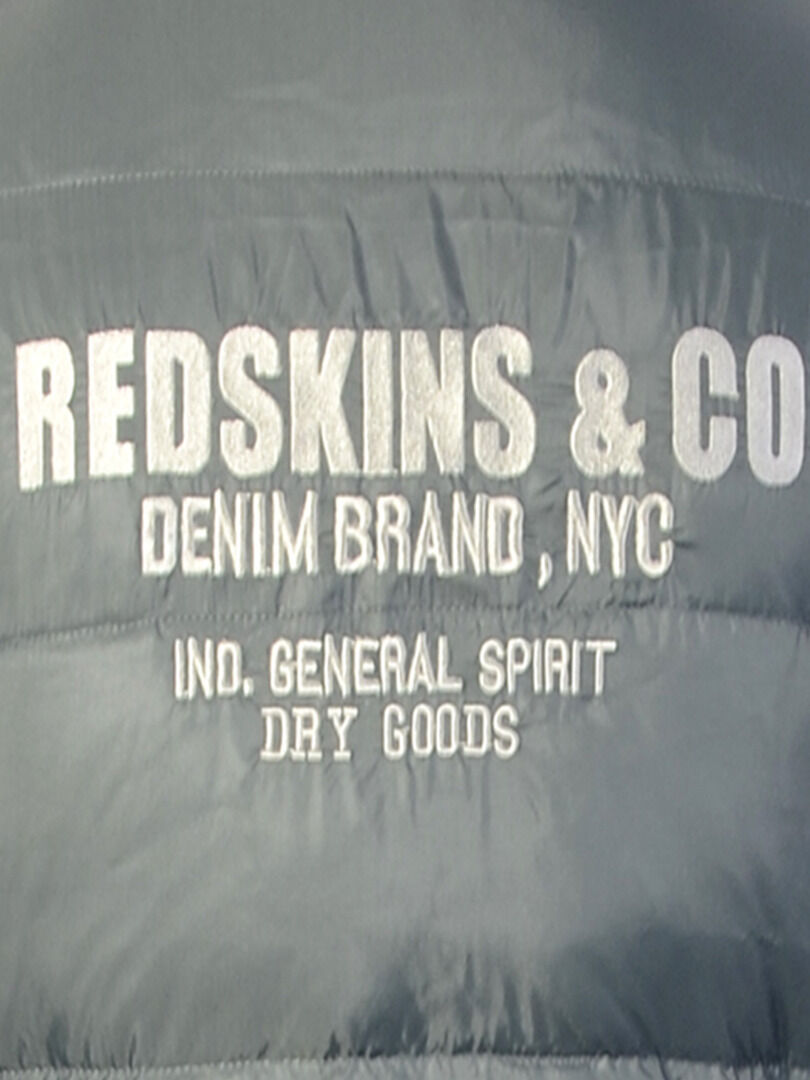 REDSKINS & CO
DENIM BRAND, NYC
IND. GENERAL SPIRIT
DRY GOODS